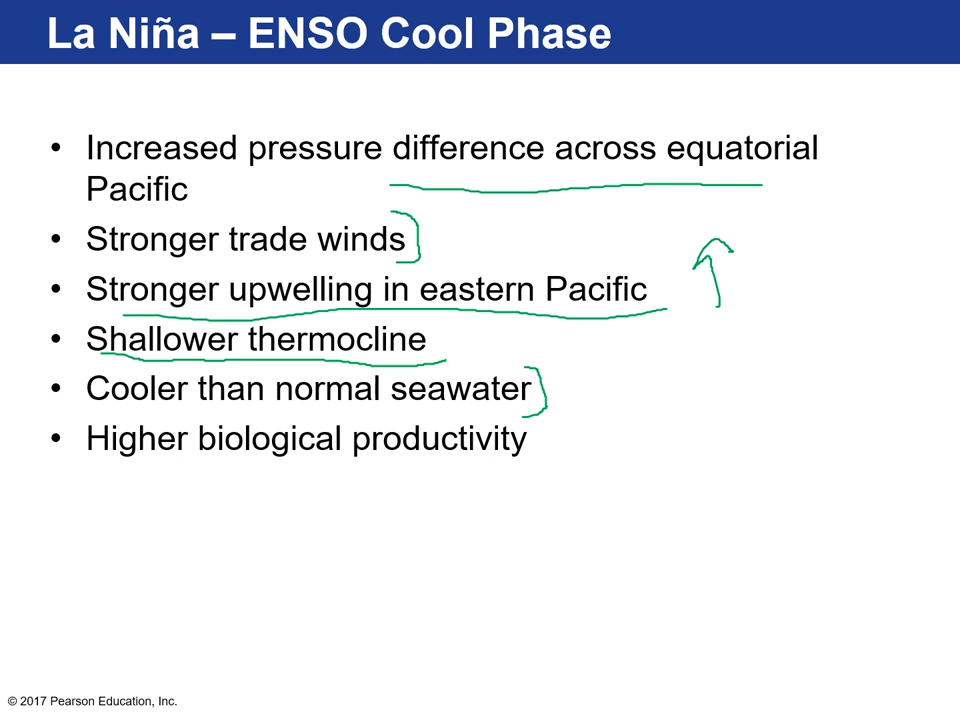 La Niña – ENSO Cool Phase
• Increased pressure difference across equatorial
Pacific
• Stronger trade winds
• Stronger upwelling in eastern Pacific
• Shallower thermocline
• Cooler than normal seawater
• Higher biological productivity
© 2017 Pearson Education, Inc.